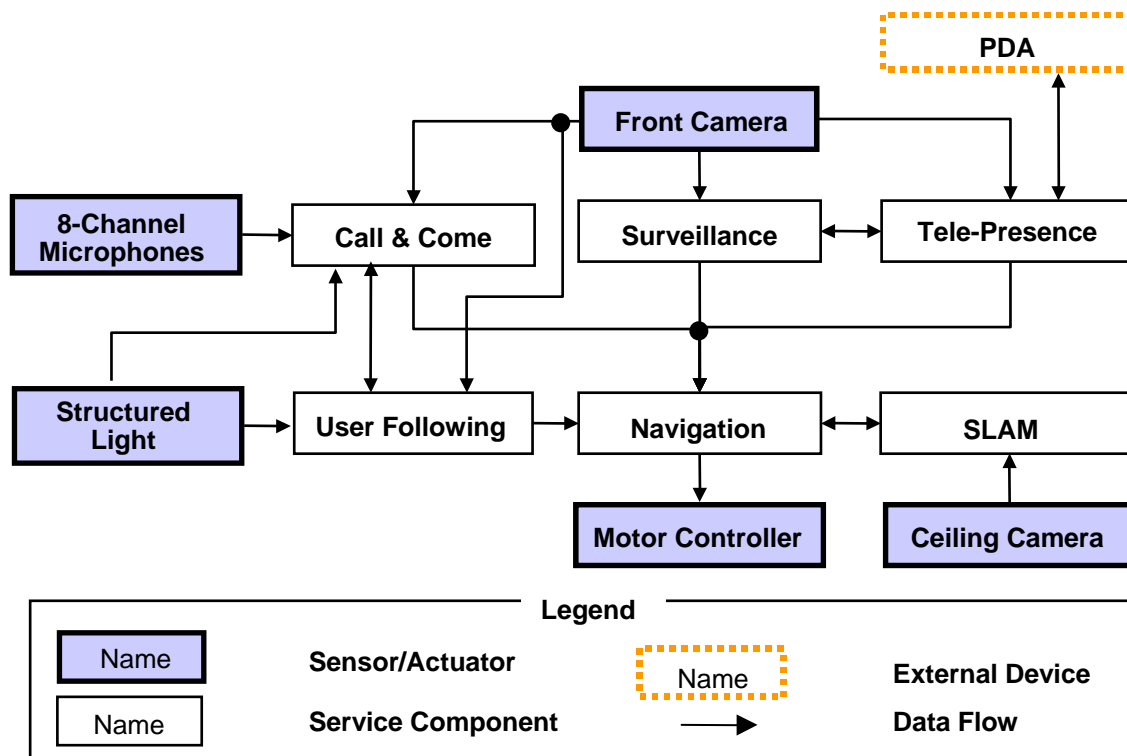 PDA
Front Camera
8-Channel
Microphones
Call & Come
Surveillance
Tele-Presence
Structured
Light
User Following
Navigation
SLAM
Motor Controller
Ceiling Camera
Legend
Name
Sensor/Actuator
Name
External Device
Name
Service Component
Data Flow